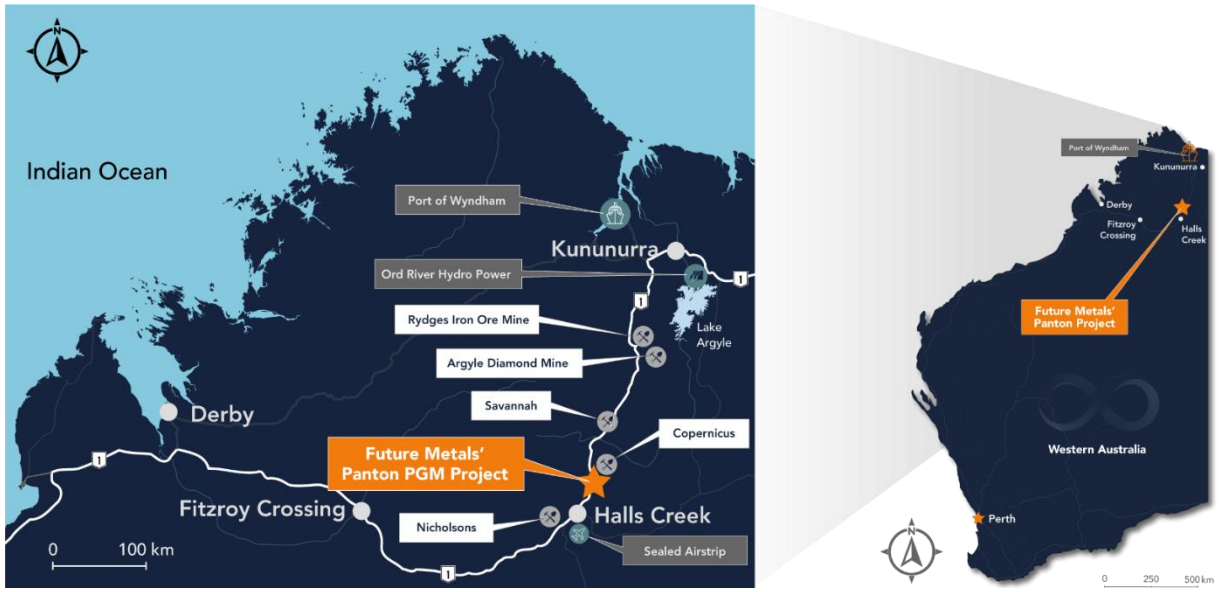 N
Indian Ocean
Port of Wyndham
Kununurra
Ord River Hydro Power
1
1
Rydges Iron Ore Mine
Lake
Argyle
Argyle Diamond Mine
Savannah
Derby
Copernicus
1
Future Metals'
Panton PGM Project
Fitzroy Crossing
Nicholsons
Halls Creek
Sealed Airstrip
0 100 km
1
Port of Wyndham
Kununurra
Derby
Fitzroy
Crossing
Halls
Creek
Future Metals'
Panton Project
Western Australia
Perth
N
0 250 500 km